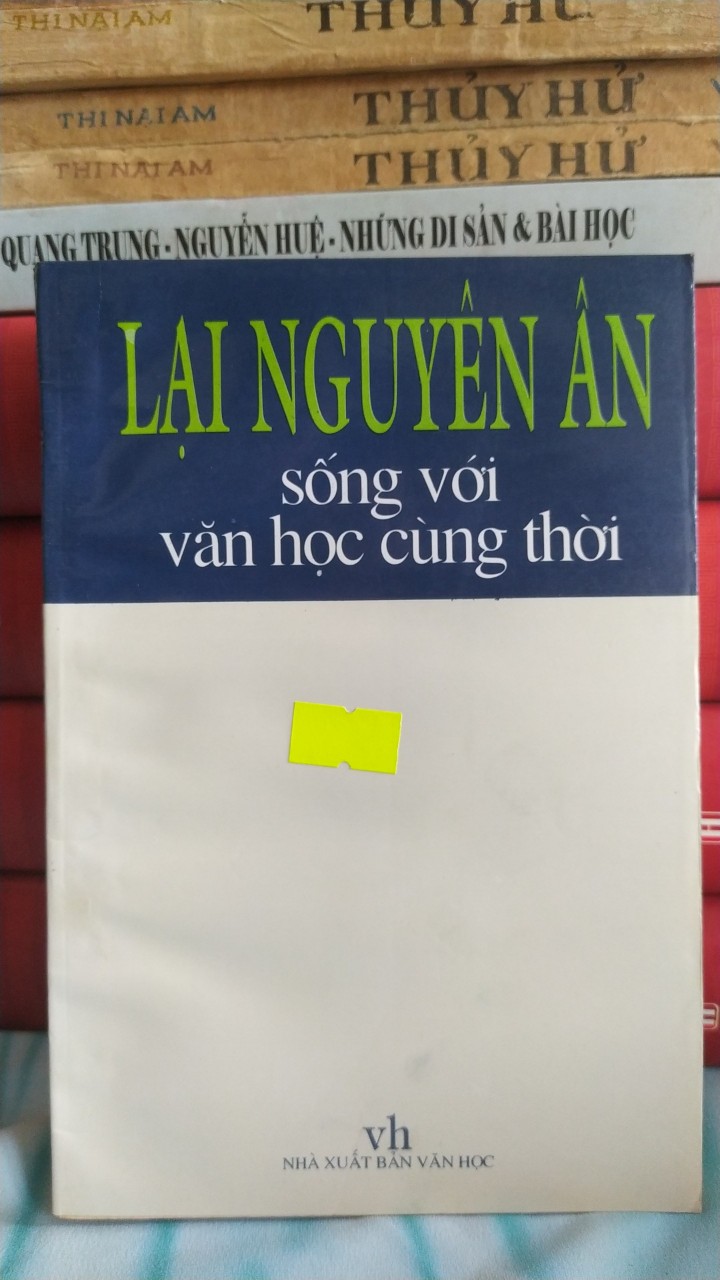 THI NAI AM THỦY HỬ
THI NAI AM THỦY HỬ
THI NAI AM THỦY HỬ
QUANG TRUNG - NGUYỄN HUỆ - NHỮNG DI SẢN & BÀI HỌC
LẠI NGUYÊN ÂN
sống với
văn học cùng thời
vh
NHÀ XUẤT BẢN VĂN HỌC